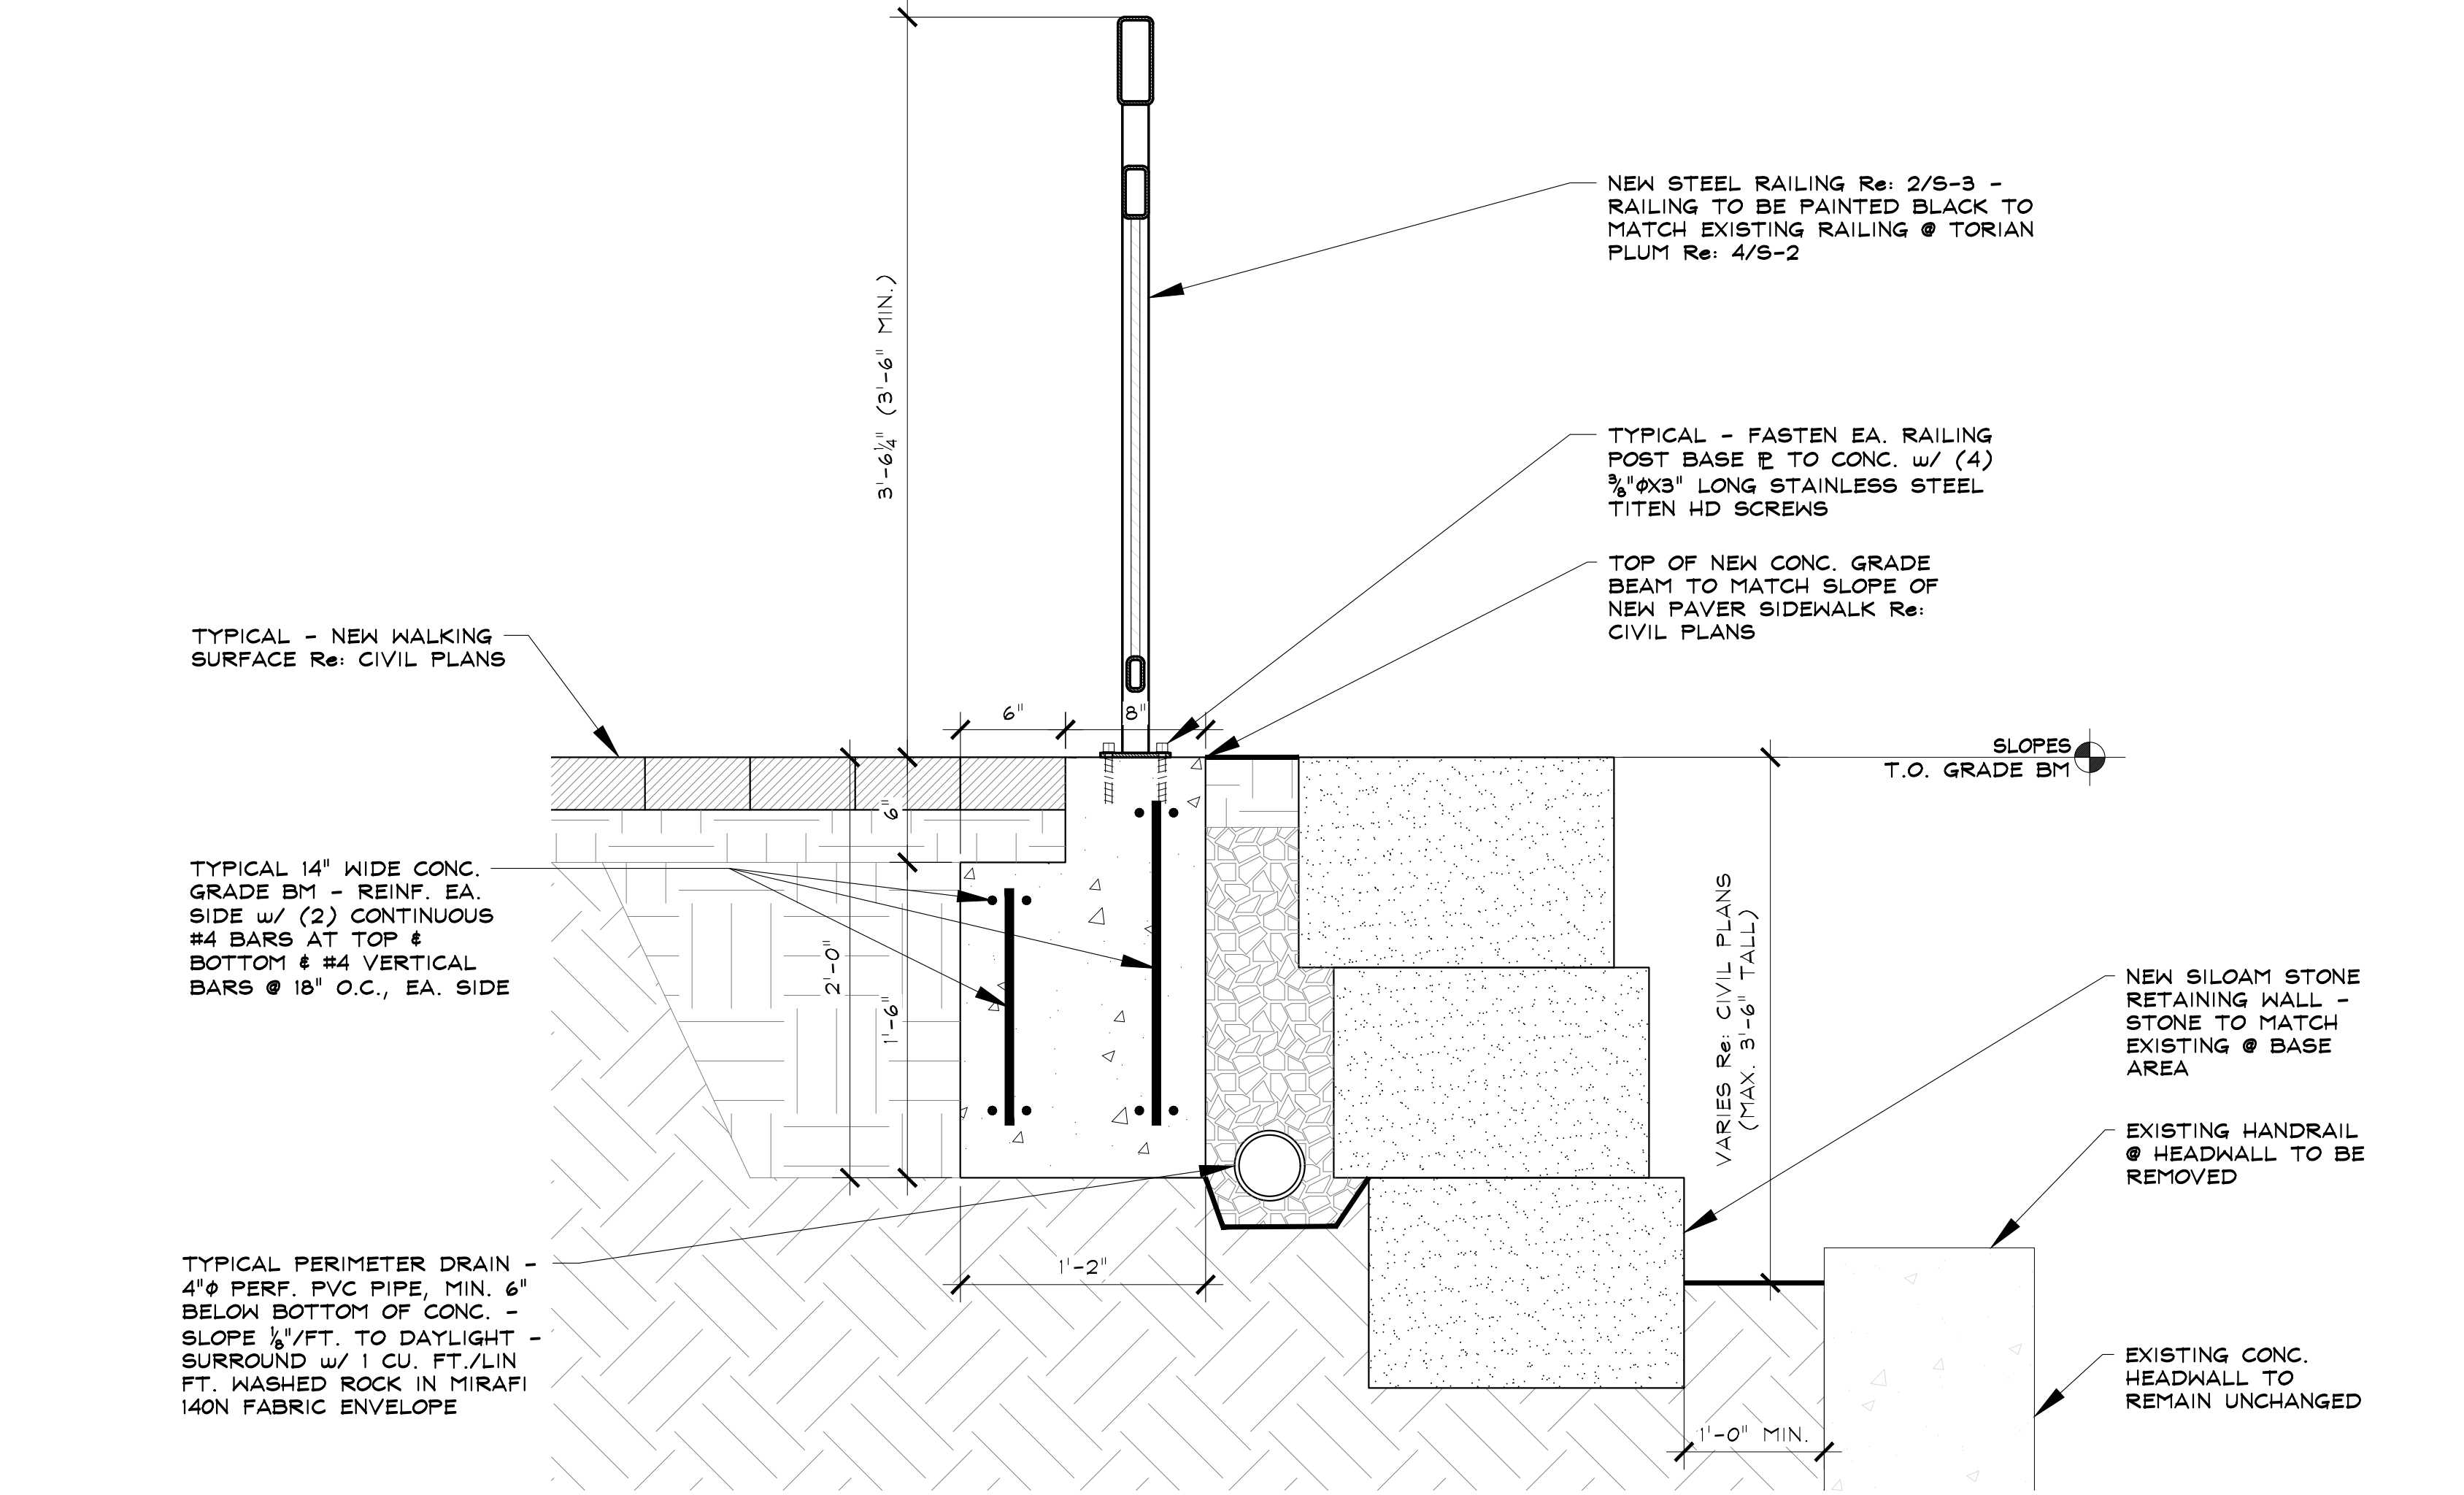 3'-6¼" (3'-6" MIN.)
NEW STEEL RAILING Re: 2/S-3 -
RAILING TO BE PAINTED BLACK TO
MATCH EXISTING RAILING @ TORIAN
PLUM Re: 4/S-2
TYPICAL - FASTEN EA. RAILING
POST BASE ℄ TO CONC. w/ (4)
⅜"ϕX3" LONG STAINLESS STEEL
TITEN HD SCREWS
TOP OF NEW CONC. GRADE
BEAM TO MATCH SLOPE OF
NEW PAVER SIDEWALK Re:
CIVIL PLANS
TYPICAL - NEW WALKING
SURFACE Re: CIVIL PLANS
6"
8"
SLOPES
T.O. GRADE BM
6"
TYPICAL 14" WIDE CONC.
GRADE BM - REINF. EA.
SIDE w/ (2) CONTINUOUS
#4 BARS AT TOP &
BOTTOM & #4 VERTICAL
BARS @ 18" O.C., EA. SIDE
2'-0"
1'-6"
VARIES Re: CIVIL PLANS
(MAX. 3'-6" TALL)
NEW SILOAM STONE
RETAINING WALL -
STONE TO MATCH
EXISTING @ BASE
AREA
EXISTING HANDRAIL
@ HEADWALL TO BE
REMOVED
TYPICAL PERIMETER DRAIN -
4"ϕ PERF. PVC PIPE, MIN. 6"
BELOW BOTTOM OF CONC. -
SLOPE ⅛"/FT. TO DAYLIGHT -
SURROUND w/ 1 CU. FT./LIN
FT. WASHED ROCK IN MIRAFI
140N FABRIC ENVELOPE
1'-2"
EXISTING CONC.
HEADWALL TO
REMAIN UNCHANGED
1'-0" MIN.